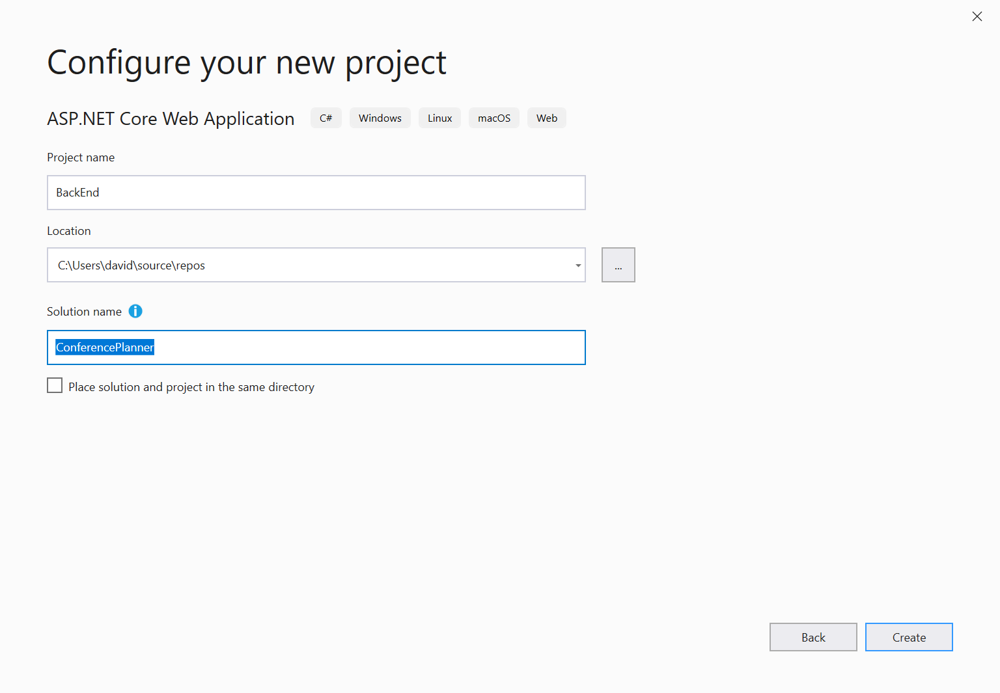 Configure your new project
ASP.NET Core Web Application C# Windows Linux macOS Web
Project name
BackEnd
Location
C:\Users\david\source\repos
...
Solution name
ConferencePlanner
Place solution and project in the same directory
Back Create